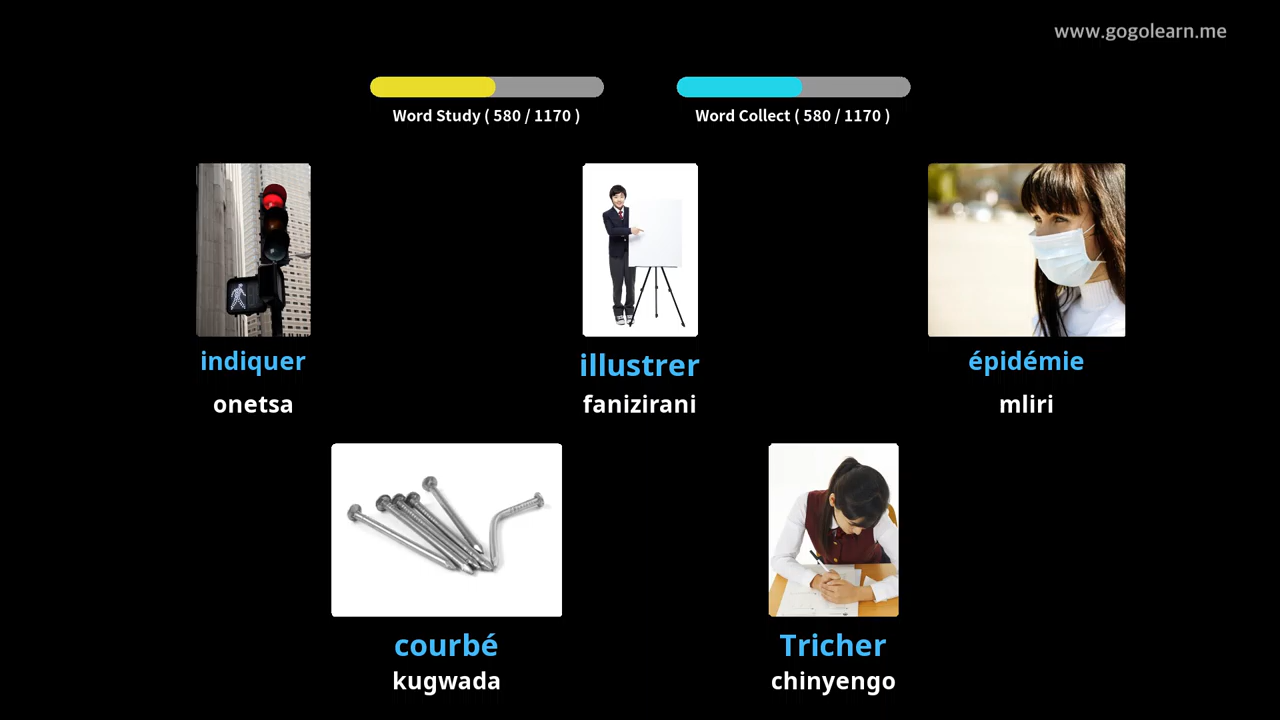 www.gogolearn.me
Word Study ( 580 / 1170 )
Word Collect ( 580 / 1170 )
indiquer
onetsa
illustrer
fanizirani
épidémie
mliri
courbé
kugwada
Tricher
chinyengo